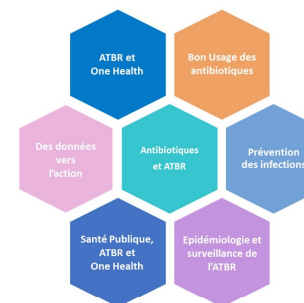 ATBR et
One Health
Bon Usage des
antibiotiques
Des données
vers
l'action
Antibiotiques
et ATBR
Prévention
des infections
Santé Publique,
ATBR et
One Health
Epidémiologie et
surveillance de
l'ATBR